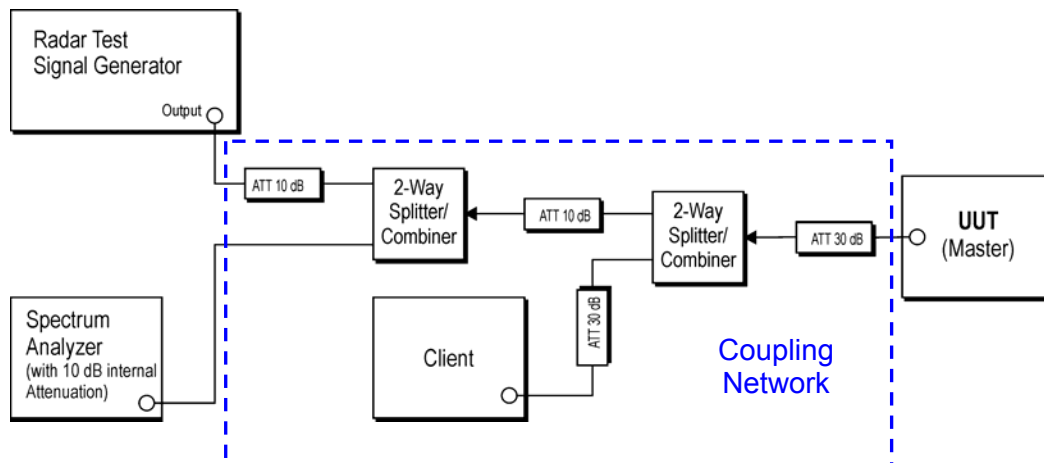 Radar Test
Signal Generator
Output
ATT 10 dB
2-Way
Splitter/
Combiner
ATT 10 dB
2-Way
Splitter/
Combiner
ATT 30 dB
UUT
(Master)
Spectrum
Analyzer
(with 10 dB internal
Attenuation)
Client
ATT 30 dB
Coupling
Network